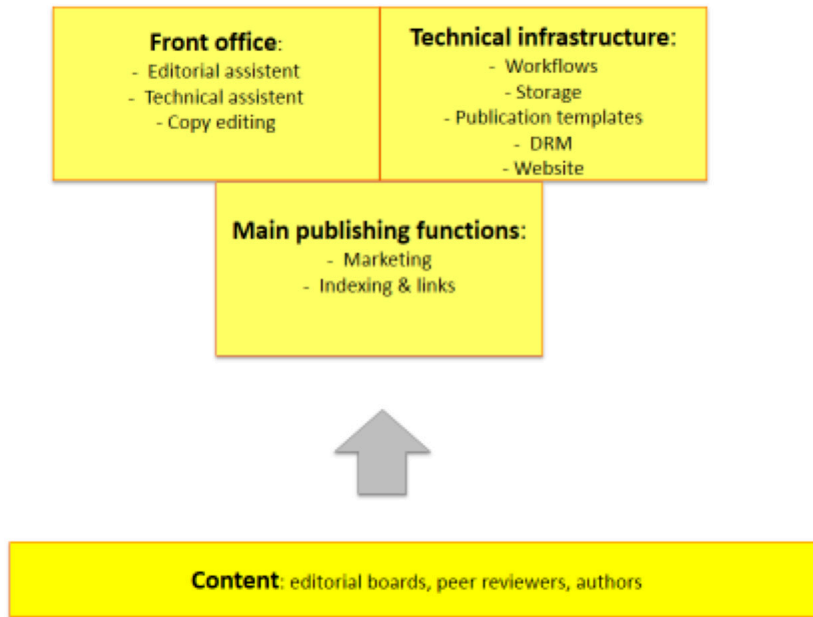 Front office:
- Editorial assistent
- Technical assistent
- Copy editing
Technical infrastructure:
- Workflows
- Storage
- Publication templates
- DRM
- Website
Main publishing functions:
- Marketing
- Indexing & links
Content: editorial boards, peer reviewers, authors